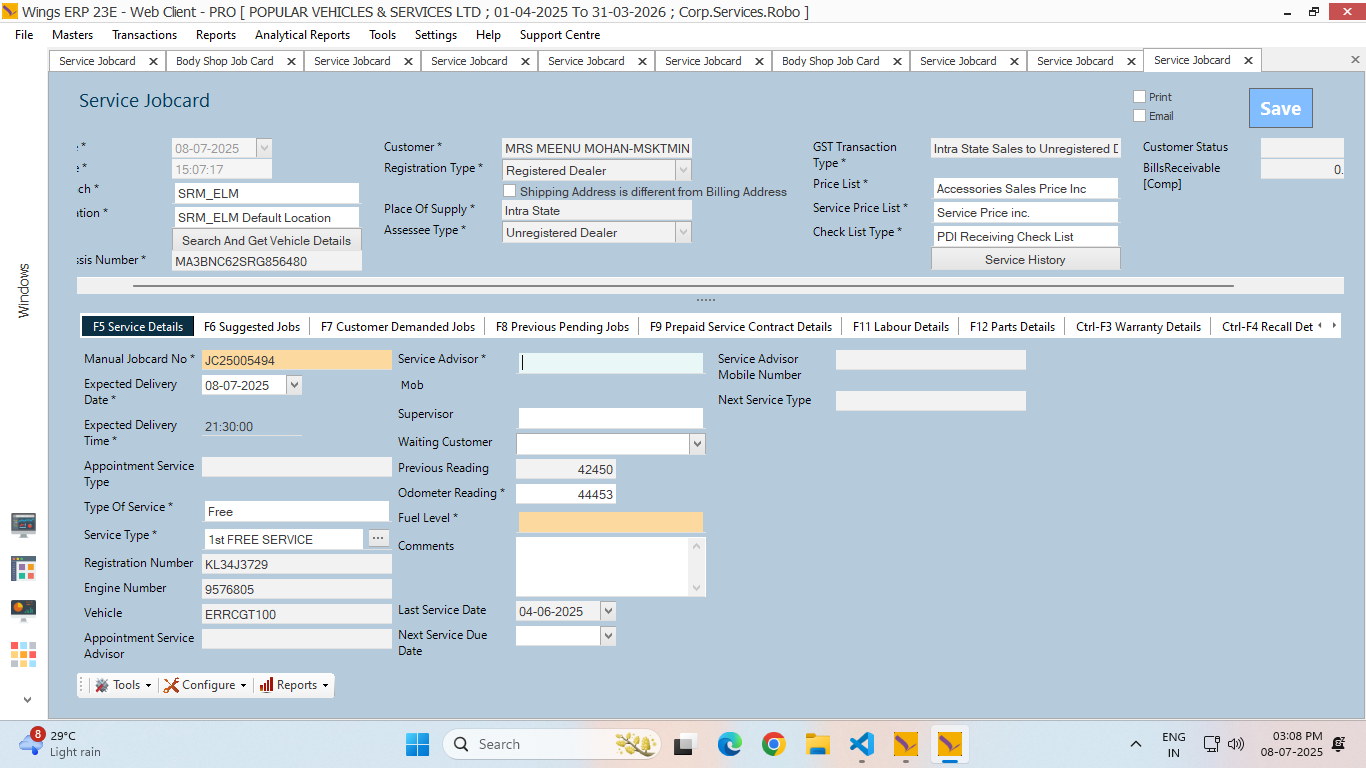 Wings ERP 23E - Web Client - PRO [ POPULAR VEHICLES & SERVICES LTD ; 01-04-2025 To 31-03-2026 ; Corp.Services.Robo ]
File Masters Transactions Reports Analytical Reports Tools Settings Help Support Centre
Service Jobcard Body Shop Job Card Service Jobcard Service Jobcard Service Jobcard Service Jobcard Body Shop Job Card Service Jobcard Service Jobcard Service Jobcard
Service Jobcard
Print
Email
Save
08-07-2025
15:07:17
SRM_ELM
SRM_ELM Default Location
Search And Get Vehicle Details
ssis Number * MA3BNC62SRG856480
Customer * MRS MEENU MOHAN-MSKTMIN
Registration Type * Registered Dealer
Shipping Address is different from Billing Address
Place Of Supply * Intra State
Assessee Type * Unregistered Dealer
GST Transaction Type * Intra State Sales to Unregistered D
Price List * Accessories Sales Price Inc
Service Price List * Service Price inc.
Check List Type * PDI Receiving Check List
Service History
Customer Status
BillsReceivable [Comp] 0.
Windows
F5 Service Details F6 Suggested Jobs F7 Customer Demanded Jobs F8 Previous Pending Jobs F9 Prepaid Service Contract Details F11 Labour Details F12 Parts Details Ctrl-F3 Warranty Details Ctrl-F4 Recall Det
Manual Jobcard No * JC25005494
Expected Delivery Date * 08-07-2025
Expected Delivery Time * 21:30:00
Appointment Service Type
Type Of Service * Free
Service Type * 1st FREE SERVICE ...
Registration Number KL34J3729
Engine Number 9576805
Vehicle ERRCGT100
Appointment Service Advisor
Service Advisor *
Mob
Supervisor
Waiting Customer
Previous Reading 42450
Odometer Reading * 44453
Fuel Level *
Comments
Last Service Date 04-06-2025
Next Service Due Date
Service Advisor Mobile Number
Next Service Type
Tools Configure Reports
8
29°C
Light rain
Search
ENG
IN
03:08 PM
08-07-2025